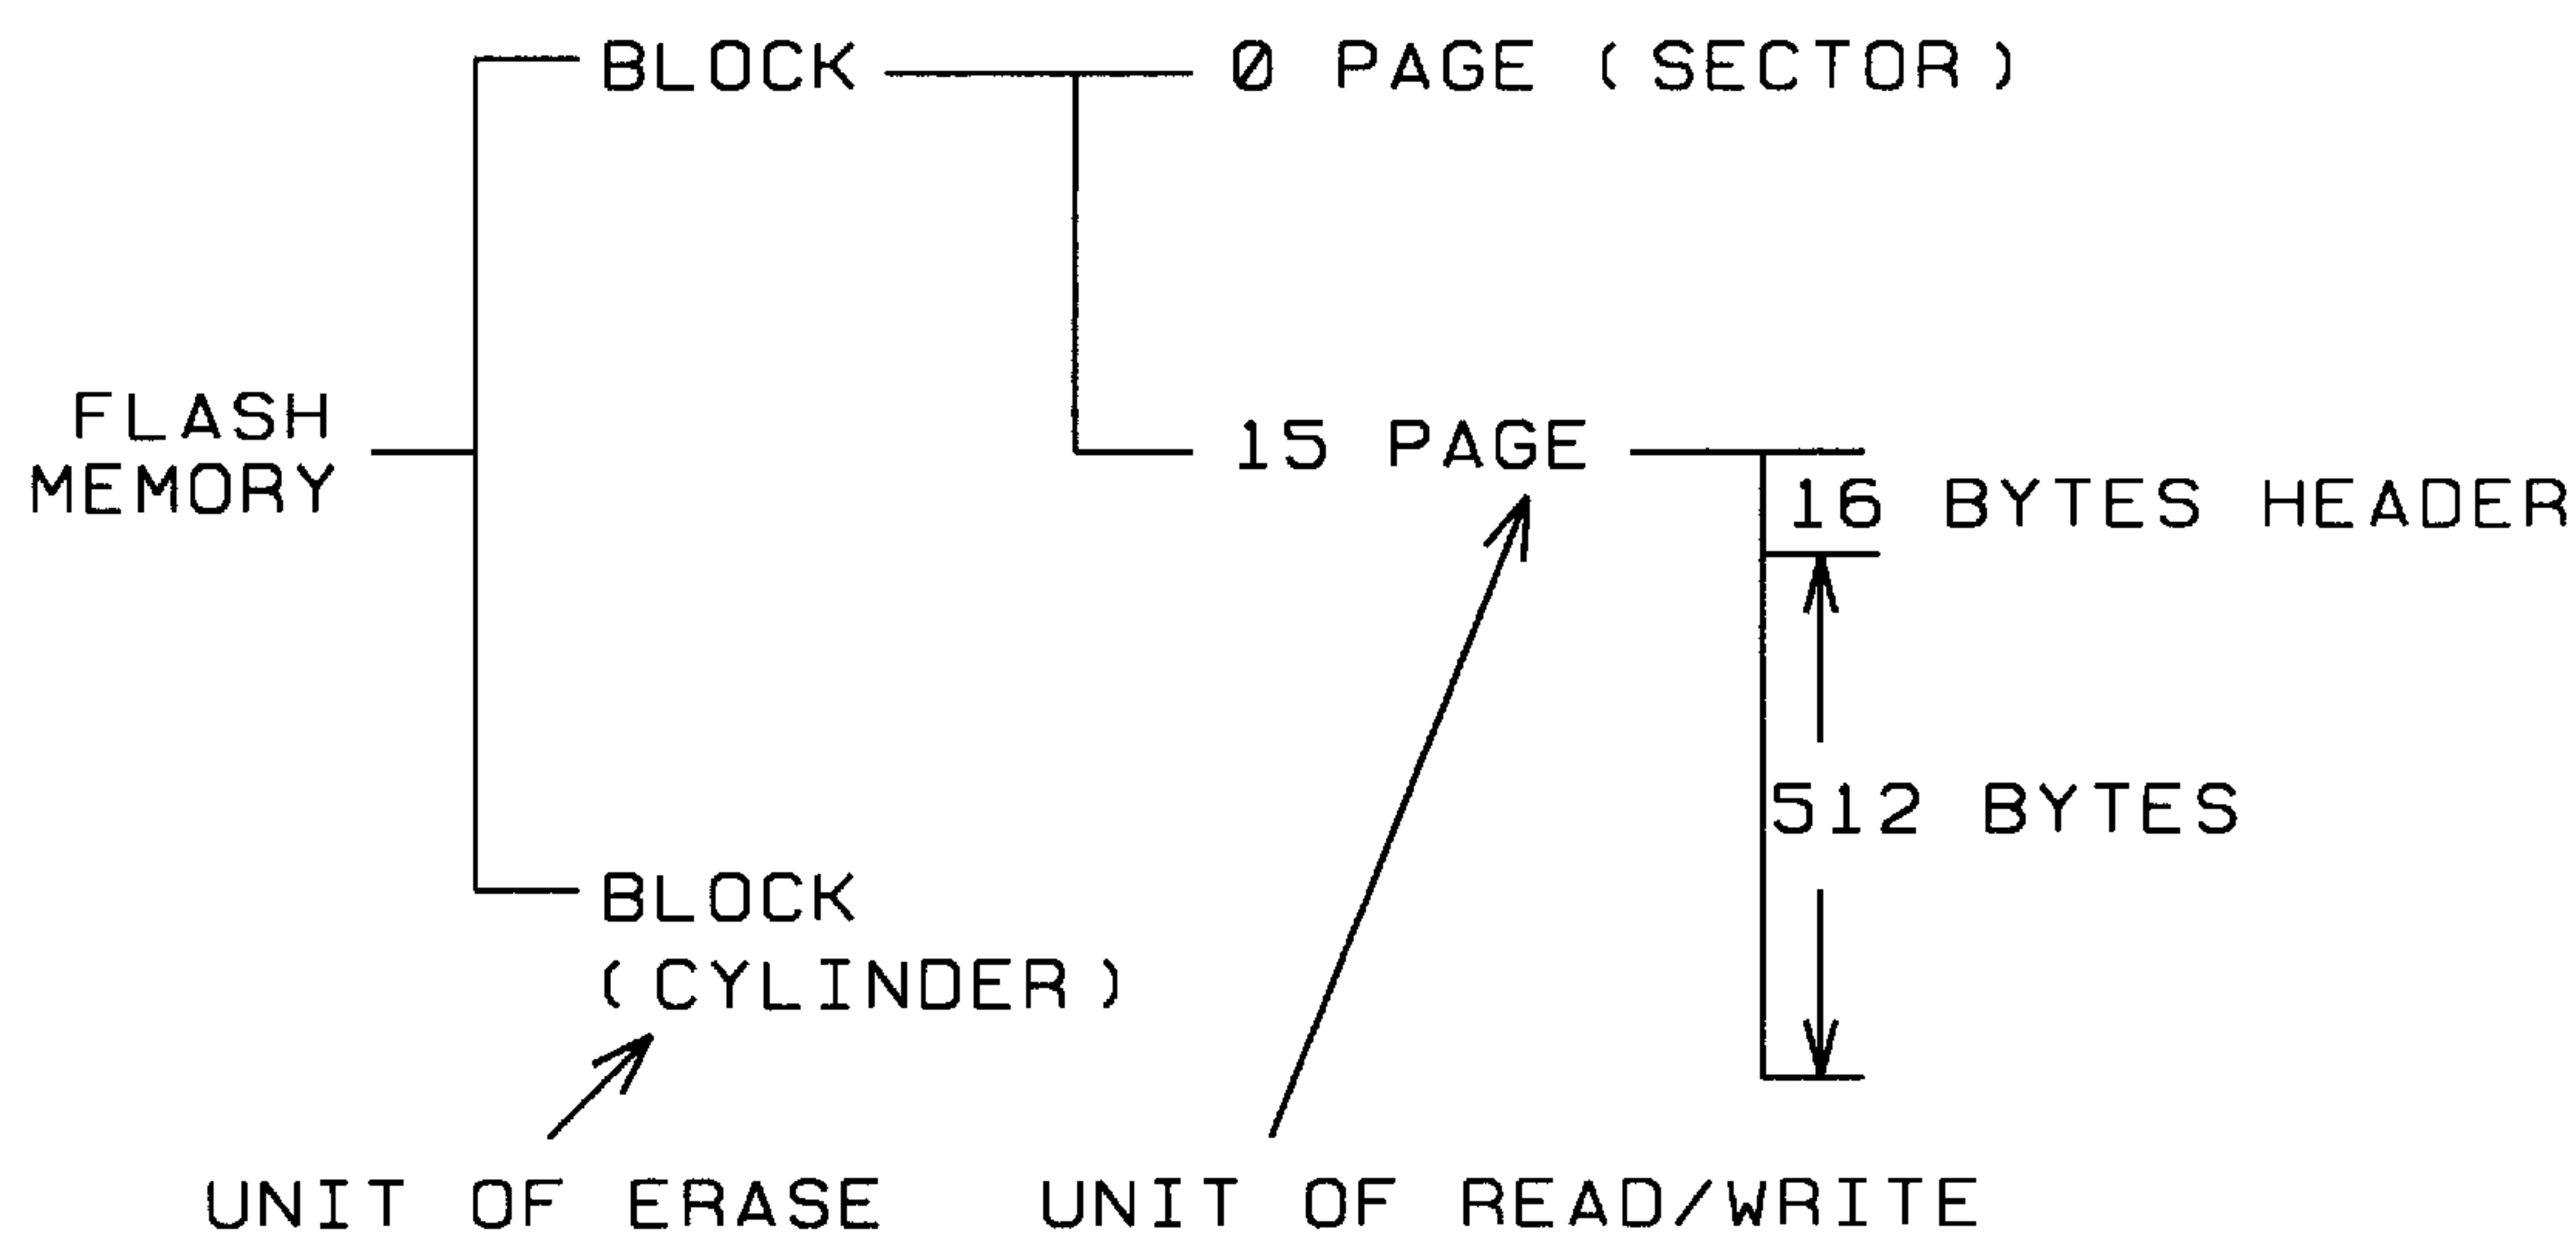 BLOCK
0 PAGE (SECTOR)
FLASH
MEMORY
15 PAGE
16 BYTES HEADER
512 BYTES
BLOCK
(CYLINDER)
UNIT OF ERASE
UNIT OF READ/WRITE